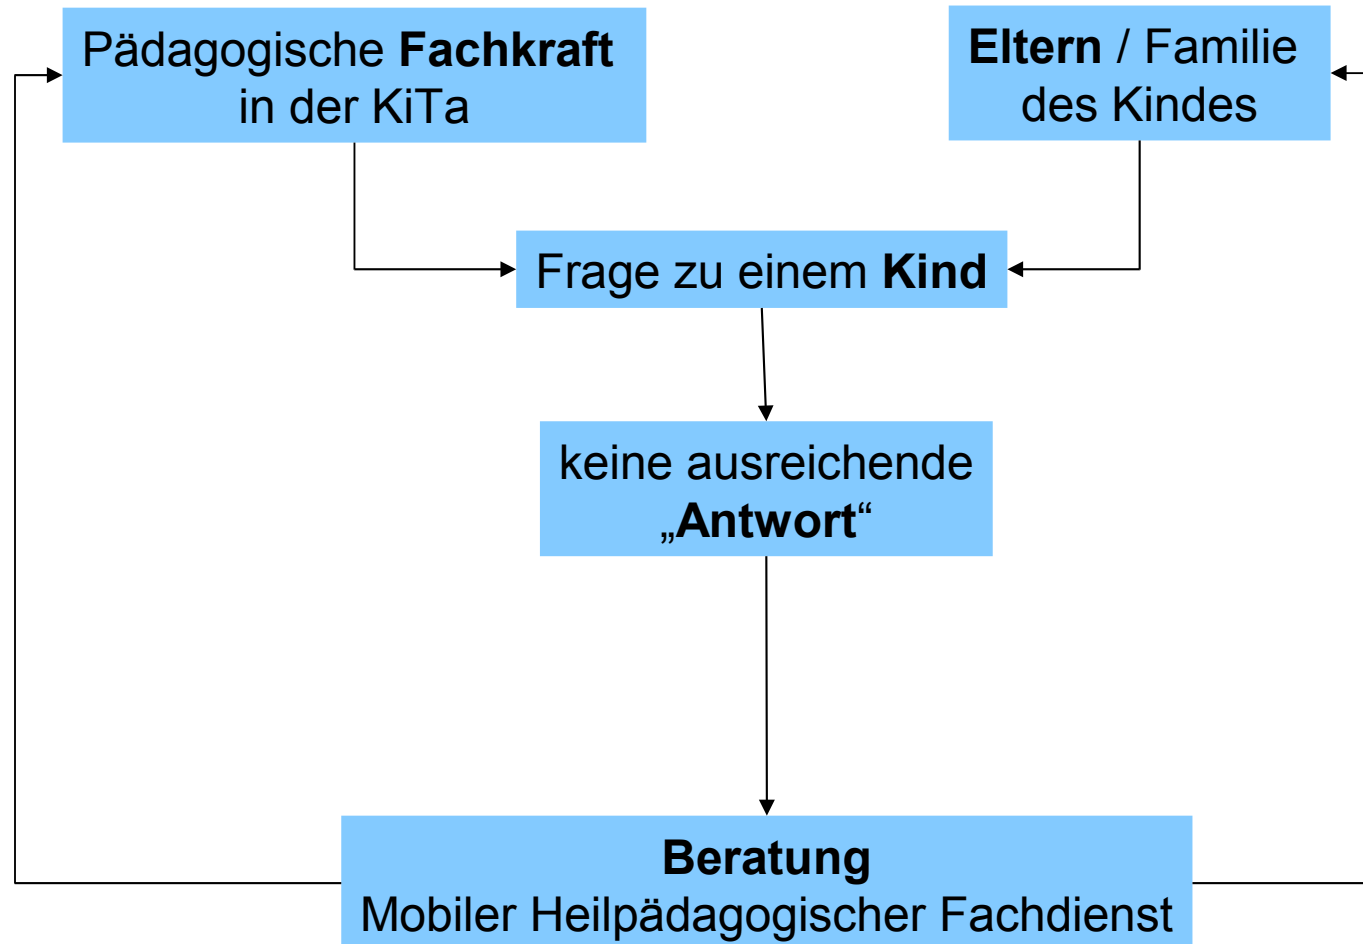 Pädagogische Fachkraft
in der KiTa
Eltern / Familie
des Kindes
Frage zu einem Kind
keine ausreichende
„Antwort“
Beratung
Mobiler Heilpädagogischer Fachdienst